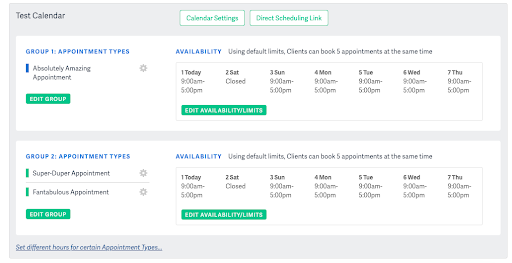 Test Calendar
Calendar Settings
Direct Scheduling Link
GROUP 1: APPOINTMENT TYPES
Absolutely Amazing
Appointment
EDIT GROUP
AVAILABILITY Using default limits, Clients can book 5 appointments at the same time
1 Today 2 Sat 3 Sun 4 Mon 5 Tue 6 Wed 7 Thu
9:00am- Closed 9:00am- 9:00am- 9:00am- 9:00am- 9:00am-
5:00pm 5:00pm 5:00pm 5:00pm 5:00pm 5:00pm
EDIT AVAILABILITY/LIMITS
GROUP 2: APPOINTMENT TYPES
Super-Duper Appointment
Fantabulous Appointment
EDIT GROUP
AVAILABILITY Using default limits, Clients can book 5 appointments at the same time
1 Today 2 Sat 3 Sun 4 Mon 5 Tue 6 Wed 7 Thu
9:00am- Closed 9:00am- 9:00am- 9:00am- 9:00am- 9:00am-
5:00pm 5:00pm 5:00pm 5:00pm 5:00pm 5:00pm
EDIT AVAILABILITY/LIMITS
Set different hours for certain Appointment Types...